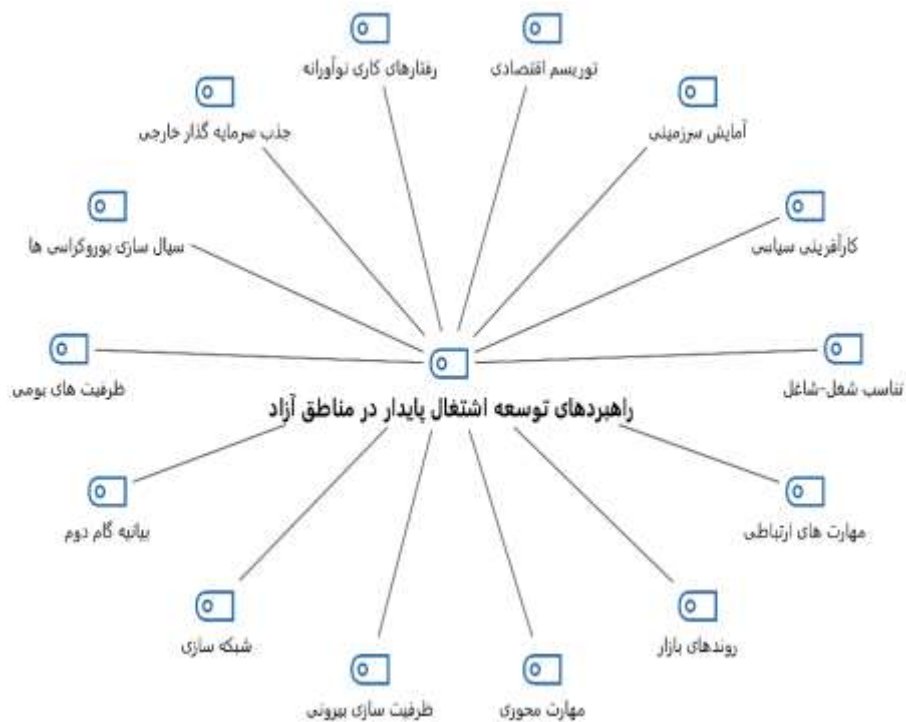 توریسم اقتصادی
رفتارهای کاری نوآورانه
آمایش سرزمینی
جذب سرمایه گذار خارجی
کارآفرینی سیاسی
سیال سازی بوروکراسی ها
تناسب شغل-شاغل
ظرفیت های بومی
راهبردهای توسعه اشتغال پایدار در مناطق آزاد
مهارت های ارتباطی
بیانیه گام دوم
روندهای بازار
شبکه سازی
مهارت محوری
ظرفیت سازی بیرونی